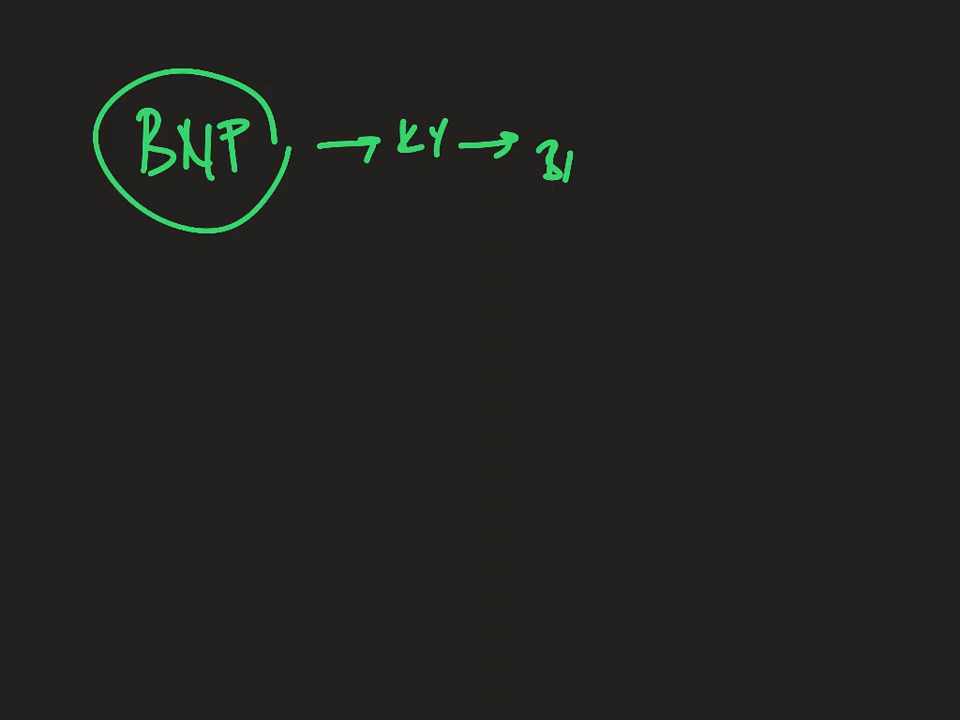 BNP → KY →